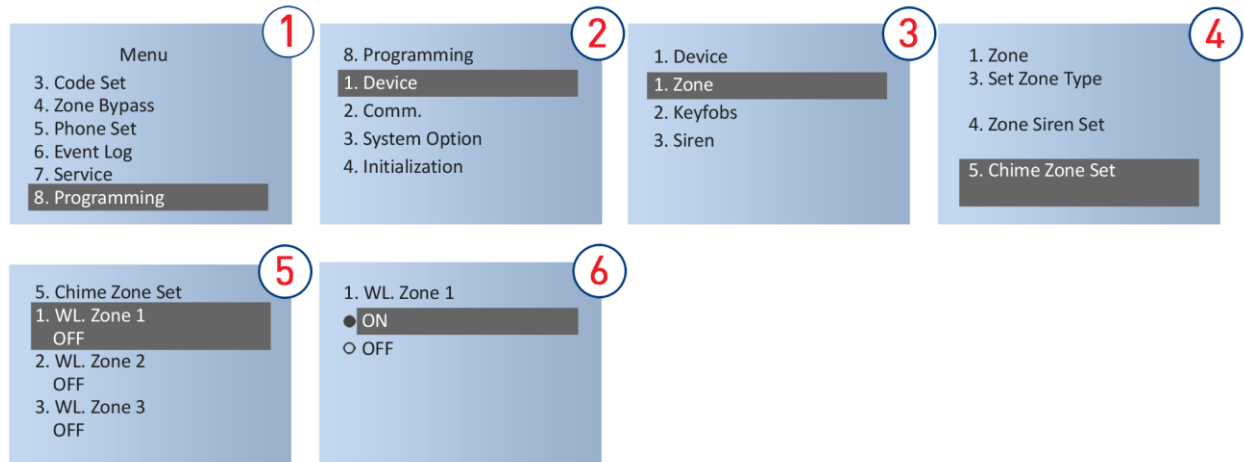 1
Menu
3. Code Set
4. Zone Bypass
5. Phone Set
6. Event Log
7. Service
8. Programming
2
8. Programming
1. Device
2. Comm.
3. System Option
4. Initialization
3
1. Device
1. Zone
2. Keyfobs
3. Siren
4
1. Zone
3. Set Zone Type
4. Zone Siren Set
5. Chime Zone Set
5
5. Chime Zone Set
1. WL. Zone 1
OFF
2. WL. Zone 2
OFF
3. WL. Zone 3
OFF
6
1. WL. Zone 1
ON
OFF